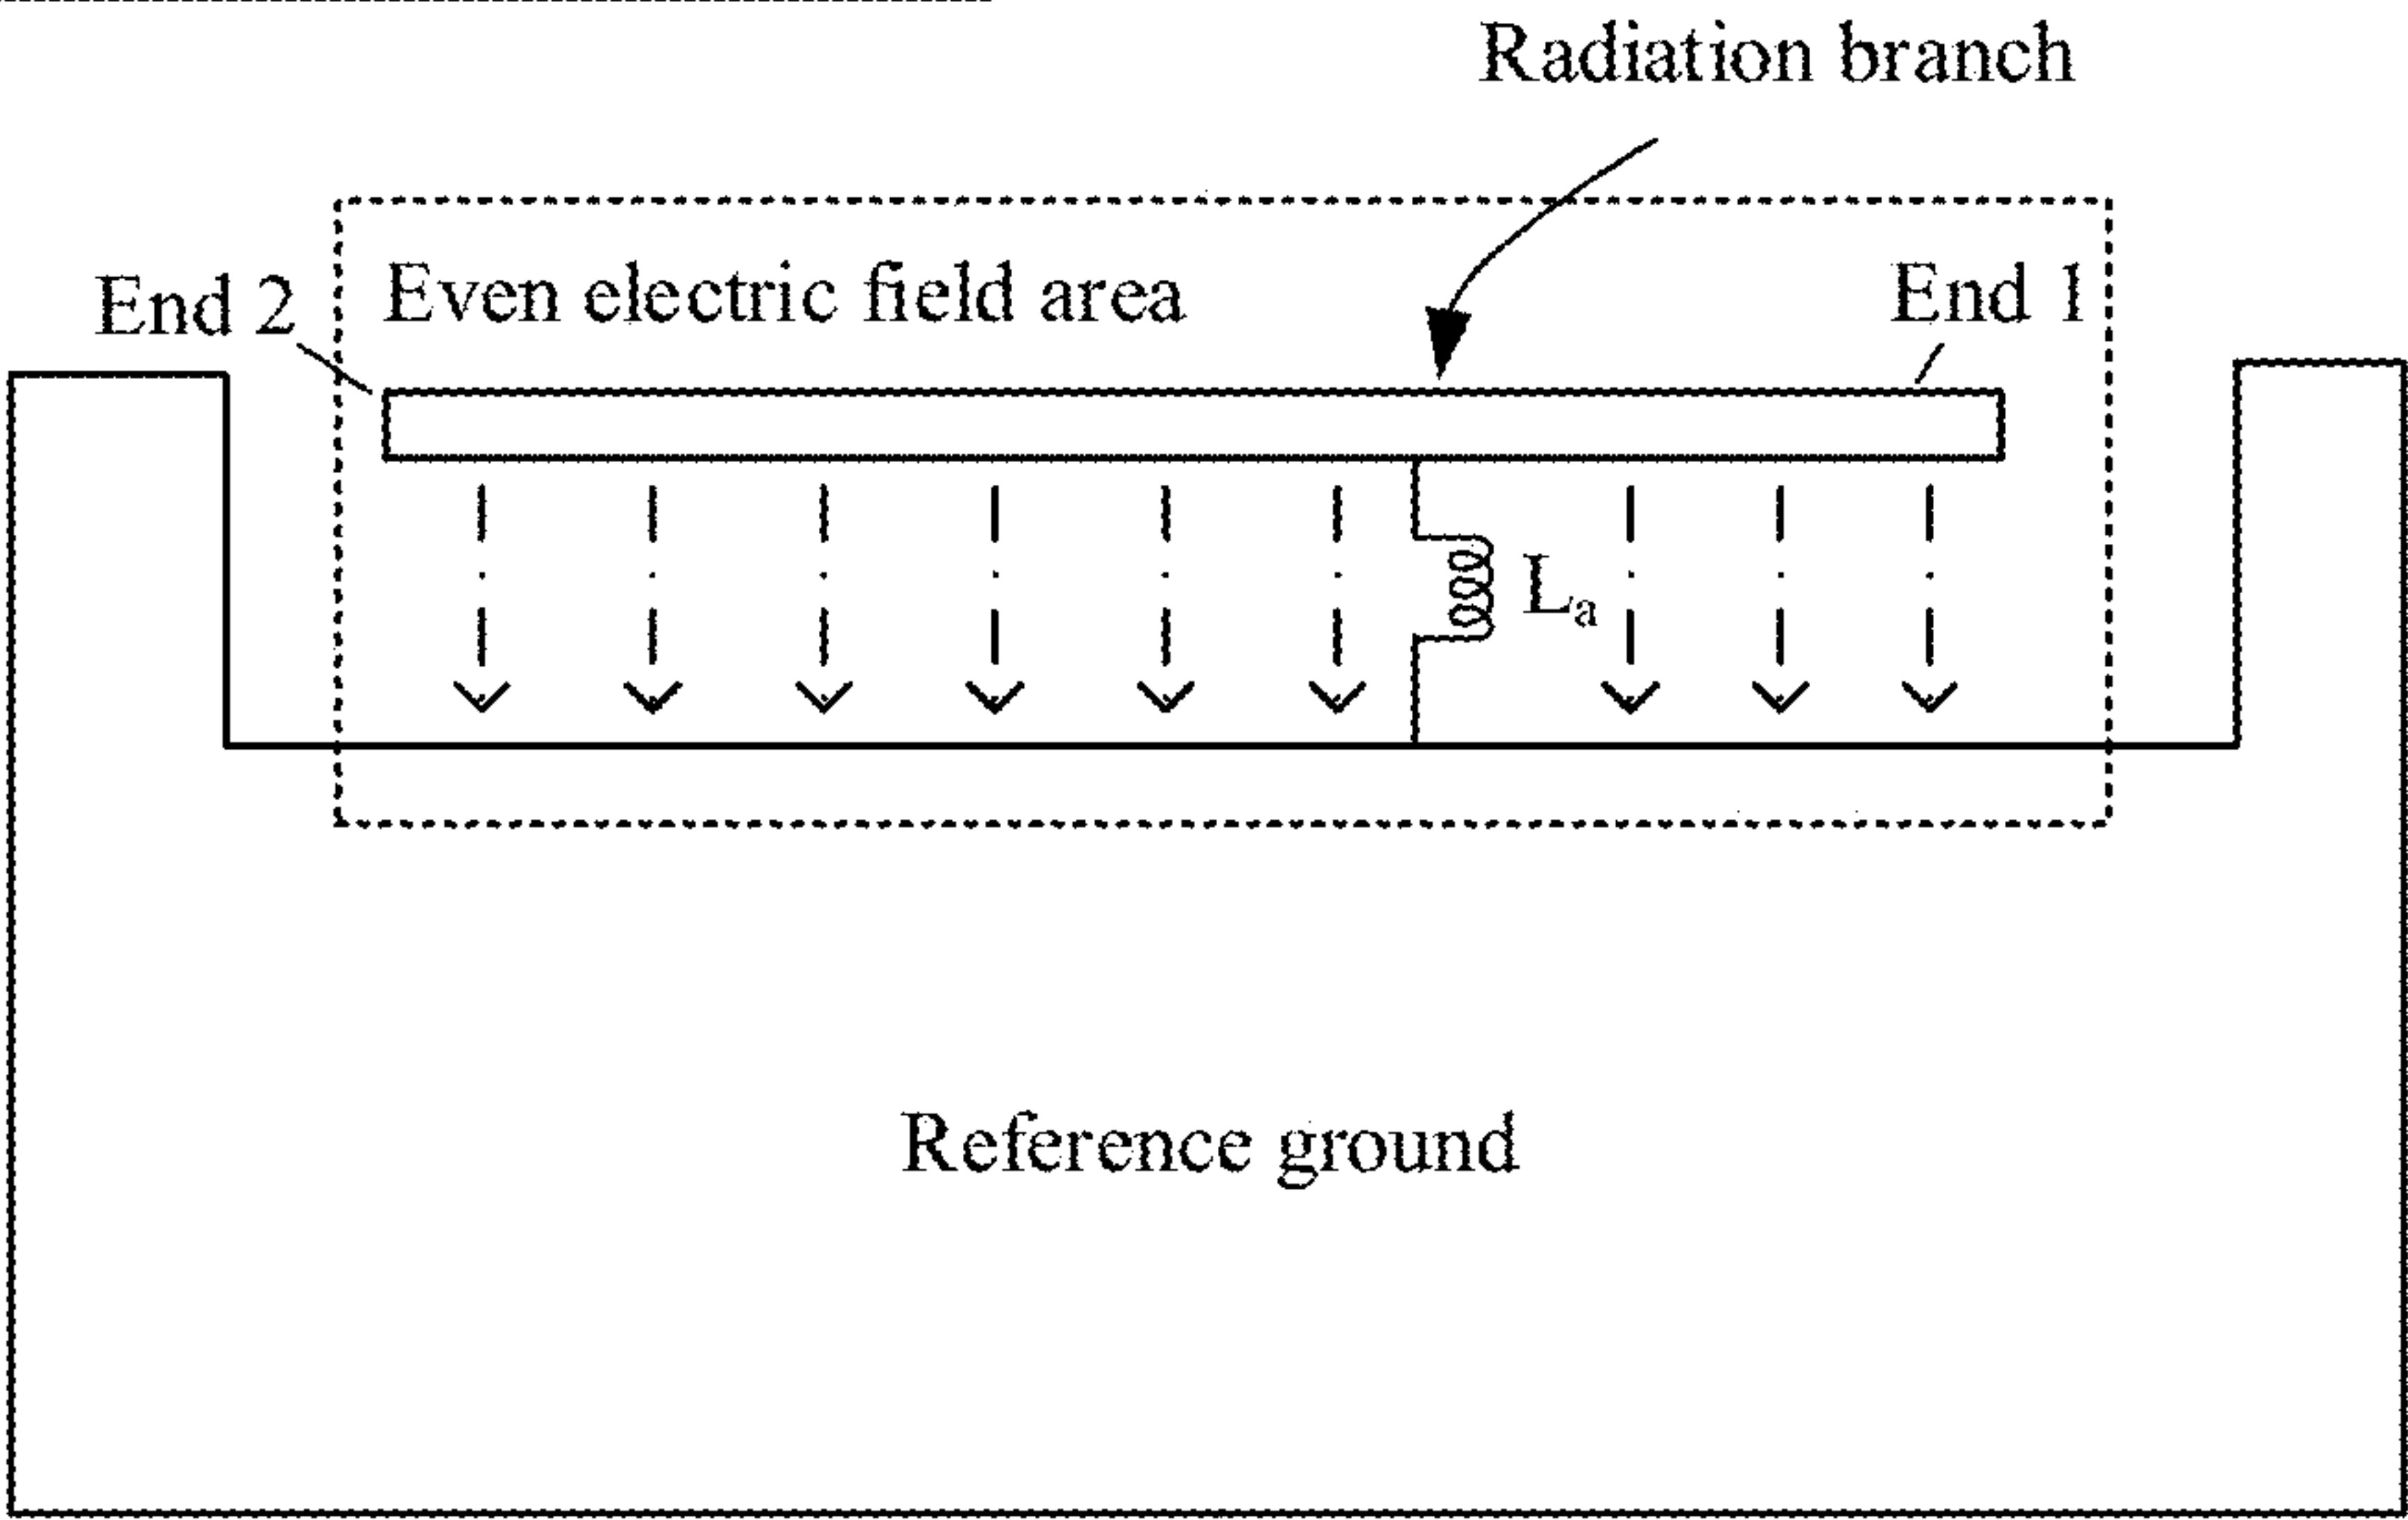 Radiation branch
End 2
Even electric field area
End 1
La
Reference ground